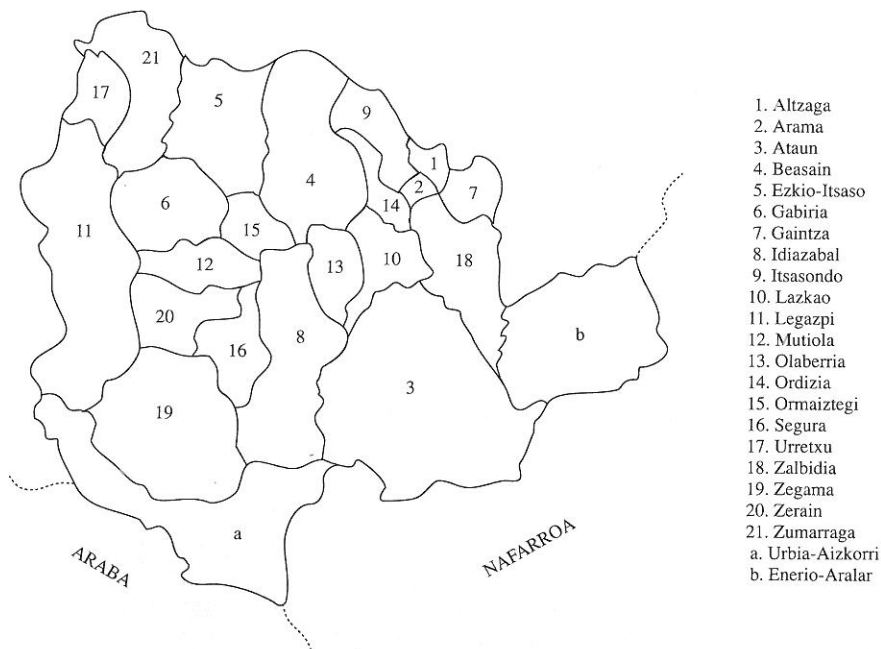 21
17
5
9
1
2
7
4
6
14
11
15
18
12
13
10
20
b
8
16
3
19
a
ARABA
NAFARROA
1. Altzaga
2. Arama
3. Ataun
4. Beasain
5. Ezkio-Itsaso
6. Gabiria
7. Gaintza
8. Idiazabal
9. Itsasondo
10. Lazkao
11. Legazpi
12. Mutiola
13. Olaberria
14. Ordizia
15. Ormaiztegi
16. Segura
17. Urretxu
18. Zalbidia
19. Zegama
20. Zerain
21. Zumarraga
a. Urbia-Aizkorri
b. Enerio-Aralar